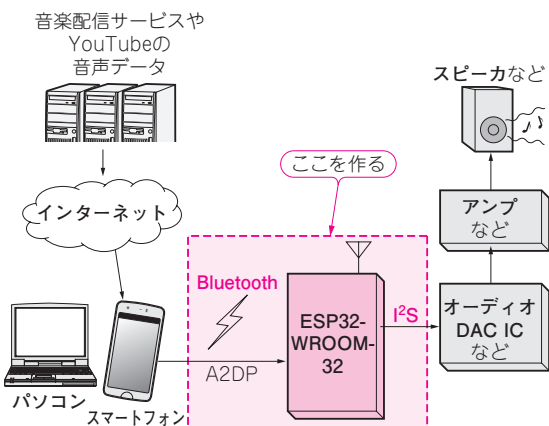 音楽配信サービスや
YouTubeの
音声データ
スピーカなど
ここを作る
インターネット
アンプ
など
Bluetooth
ESP32-
WROOM-
32
I²S
オーディオ
DAC IC
など
A2DP
パソコン
スマートフォン